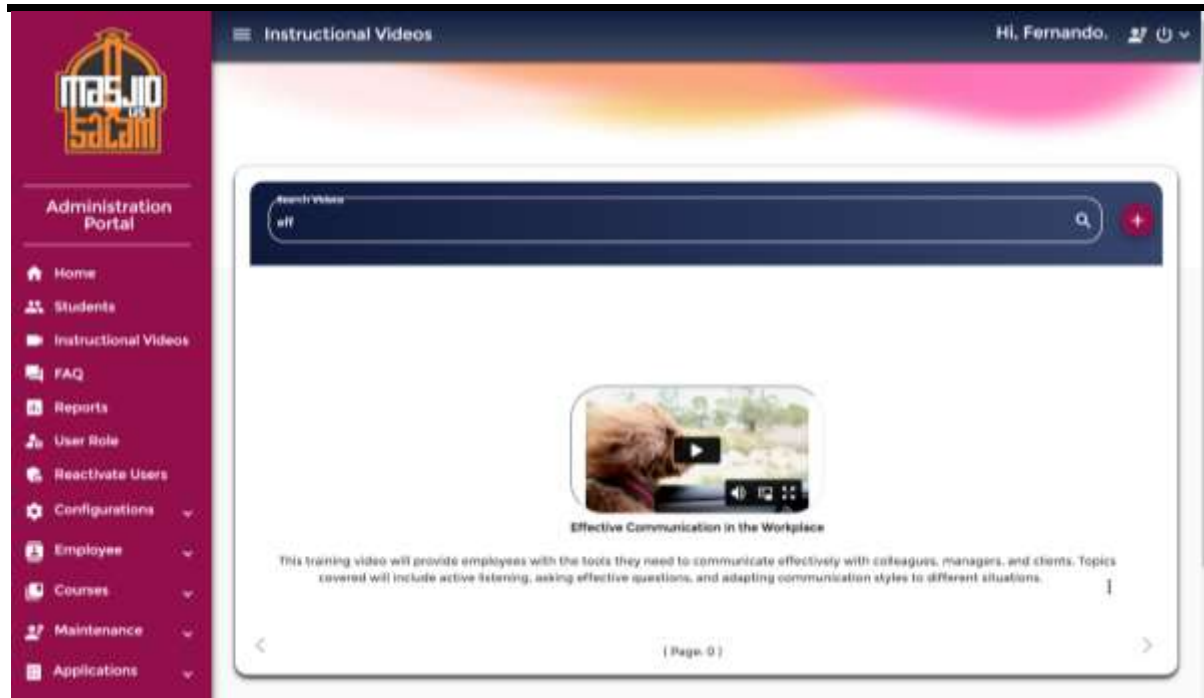 Instructional Videos
Hi, Fernando.
MASJID
US
SALAM
Administration
Portal
Home
Students
Instructional Videos
FAQ
Reports
User Role
Reactivate Users
Configurations
Employee
Courses
Maintenance
Applications
Search Videos
eff
+
Effective Communication in the Workplace
This training video will provide employees with the tools they need to communicate effectively with colleagues, managers, and clients. Topics
covered will include active listening, asking effective questions, and adapting communication styles to different situations.
( Page. 0 )